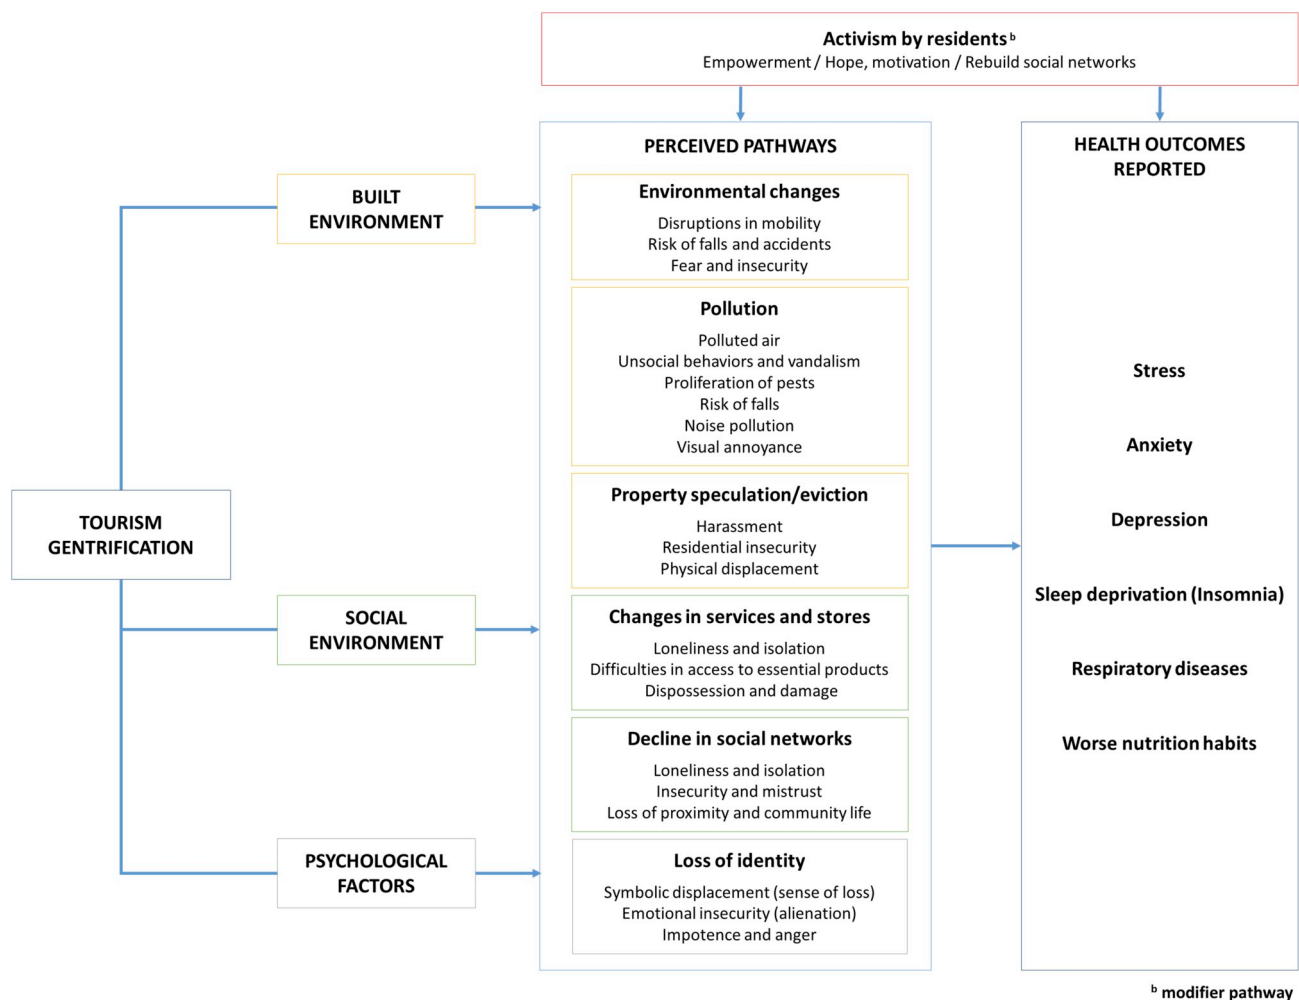 Activism by residents ᵇ
Empowerment / Hope, motivation / Rebuild social networks
TOURISM
GENTRIFICATION
BUILT
ENVIRONMENT
SOCIAL
ENVIRONMENT
PSYCHOLOGICAL
FACTORS
PERCEIVED PATHWAYS
Environmental changes
Disruptions in mobility
Risk of falls and accidents
Fear and insecurity
Pollution
Polluted air
Unsocial behaviors and vandalism
Proliferation of pests
Risk of falls
Noise pollution
Visual annoyance
Property speculation/eviction
Harassment
Residential insecurity
Physical displacement
Changes in services and stores
Loneliness and isolation
Difficulties in access to essential products
Dispossession and damage
Decline in social networks
Loneliness and isolation
Insecurity and mistrust
Loss of proximity and community life
Loss of identity
Symbolic displacement (sense of loss)
Emotional insecurity (alienation)
Impotence and anger
HEALTH OUTCOMES
REPORTED
Stress
Anxiety
Depression
Sleep deprivation (Insomnia)
Respiratory diseases
Worse nutrition habits
ᵇ modifier pathway